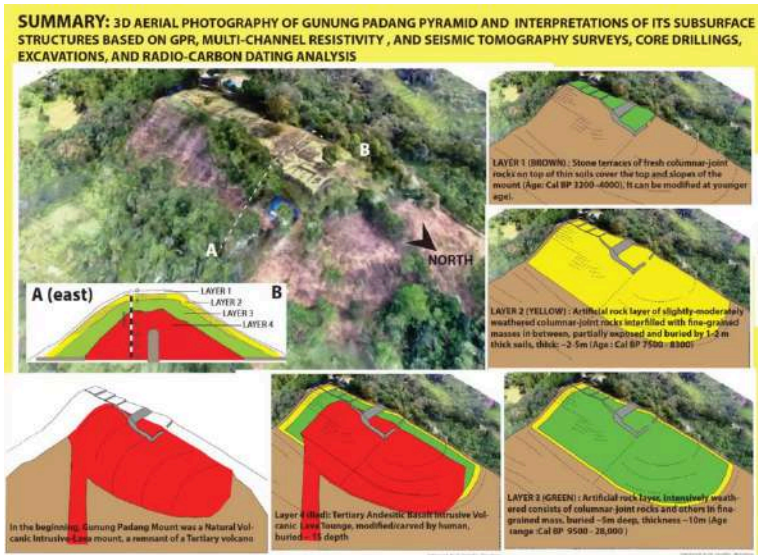 SUMMARY: 3D AERIAL PHOTOGRAPHY OF GUNUNG PADANG PYRAMID AND INTERPRETATIONS OF ITS SUBSURFACE
STRUCTURES BASED ON GPR, MULTI-CHANNEL RESISTIVITY , AND SEISMIC TOMOGRAPHY SURVEYS, CORE DRILLINGS,
EXCAVATIONS, AND RADIO-CARBON DATING ANALYSIS
B
A
NORTH
A (east)
B
LAYER 1
LAYER 2
LAYER 3
LAYER 4
LAYER 1 (BROWN) : Stone terraces of fresh columnar-joint
rocks on top of thin soils cover the top and slopes of the
mount (Age: Cal BP 3200 -4000), It can be modified at younger
age).
LAYER 2 (YELLOW) : Artificial rock layer of slightly-moderately
weathered columnar-joint rocks interfilled with fine-grained
masses in between, partially exposed and buried by 1-2 m
thick soils, thick: ~2-5m (Age : Cal BP 7500 - 8300)
In the beginning, Gunung Padang Mount was a Natural Vol-
canic Intrusive-Lava mount, a remnant of a Tertiary volcano
Layer 4 (Red): Tertiary Andesitic Basalt Intrusive Vol-
canic Lava Tounge, modified/carved by human,
buried ~ 15 depth
LAYER 3 (GREEN) : Artificial rock layer, intensively weath-
ered consists of columnar-joint rocks and others in fine-
grained mass, buried ~5m deep, thickness ~10m (Age
range :Cal BP 9500 - 28,000 )